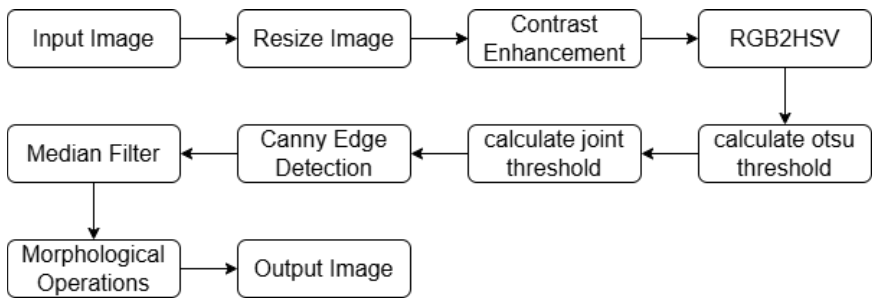 Input Image
Resize Image
Contrast
Enhancement
RGB2HSV
calculate otsu
threshold
calculate joint
threshold
Canny Edge
Detection
Median Filter
Morphological
Operations
Output Image